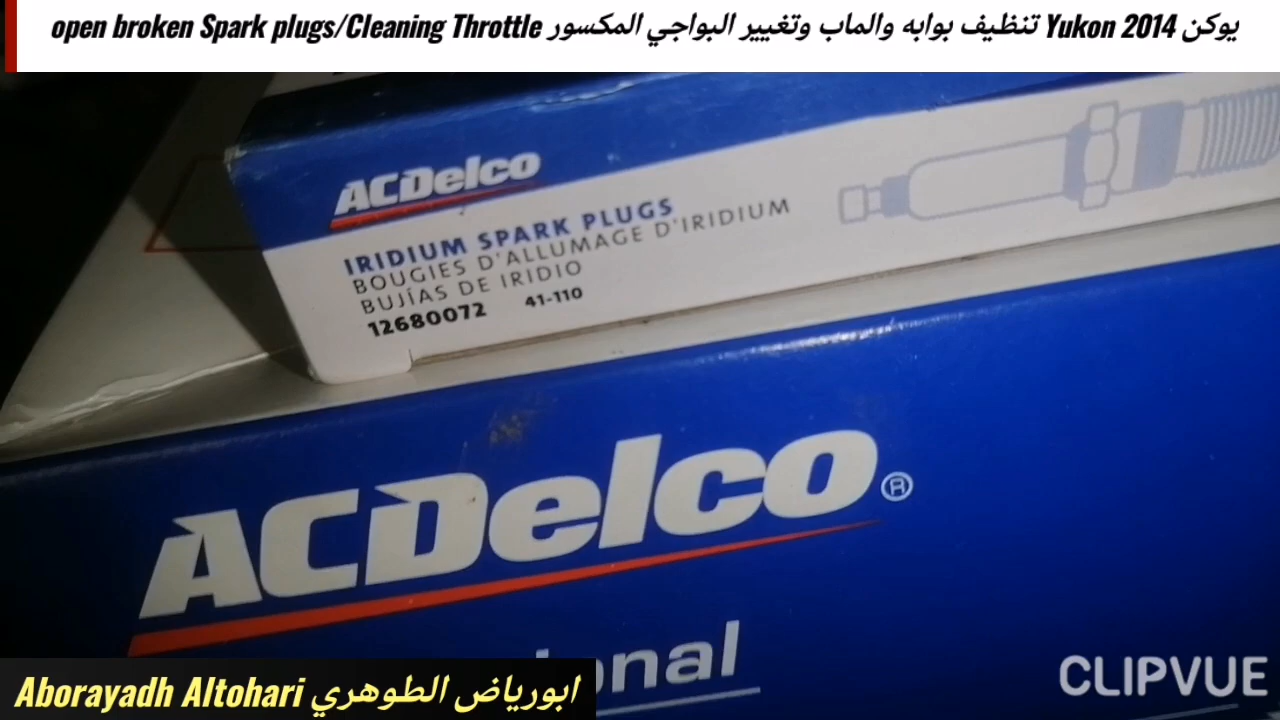 يوكن Yukon 2014 تنظيف بوابه والماب وتغيير البواجي المكسور open broken Spark plugs/Cleaning Throttle
ACDelco
IRIDIUM SPARK PLUGS
BOUGIES D'ALLUMAGE D'IRIDIUM
BUJÍAS DE IRIDIO
12680072 41-110
ACDelco®
Aborayadh Altohari ابورياض الطوهري
CLIPVUE